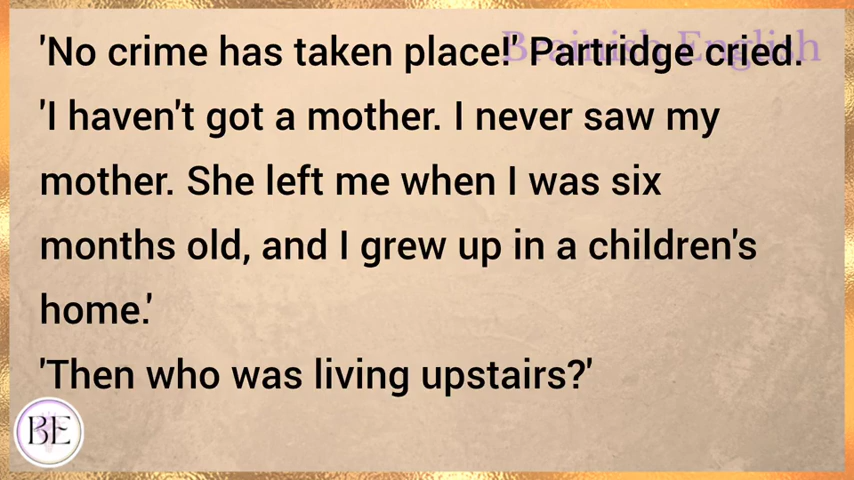 Brainish English
'No crime has taken place!' Partridge cried.
'I haven't got a mother. I never saw my
mother. She left me when I was six
months old, and I grew up in a children's
home.'
'Then who was living upstairs?'
BE